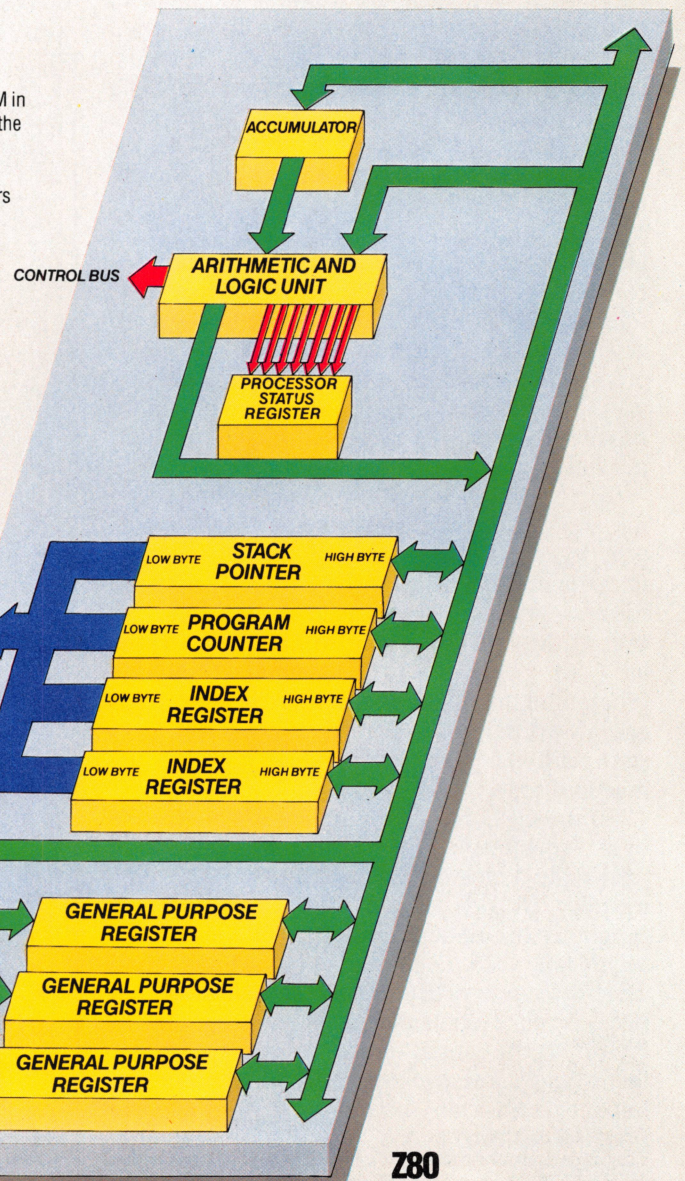 M in
the
rs
ACCUMULATOR
CONTROL BUS
ARITHMETIC AND
LOGIC UNIT
PROCESSOR
STATUS
REGISTER
LOW BYTE STACK HIGH BYTE
POINTER
LOW BYTE PROGRAM HIGH BYTE
COUNTER
LOW BYTE INDEX HIGH BYTE
REGISTER
LOW BYTE INDEX HIGH BYTE
REGISTER
GENERAL PURPOSE
REGISTER
GENERAL PURPOSE
REGISTER
GENERAL PURPOSE
REGISTER
Z80